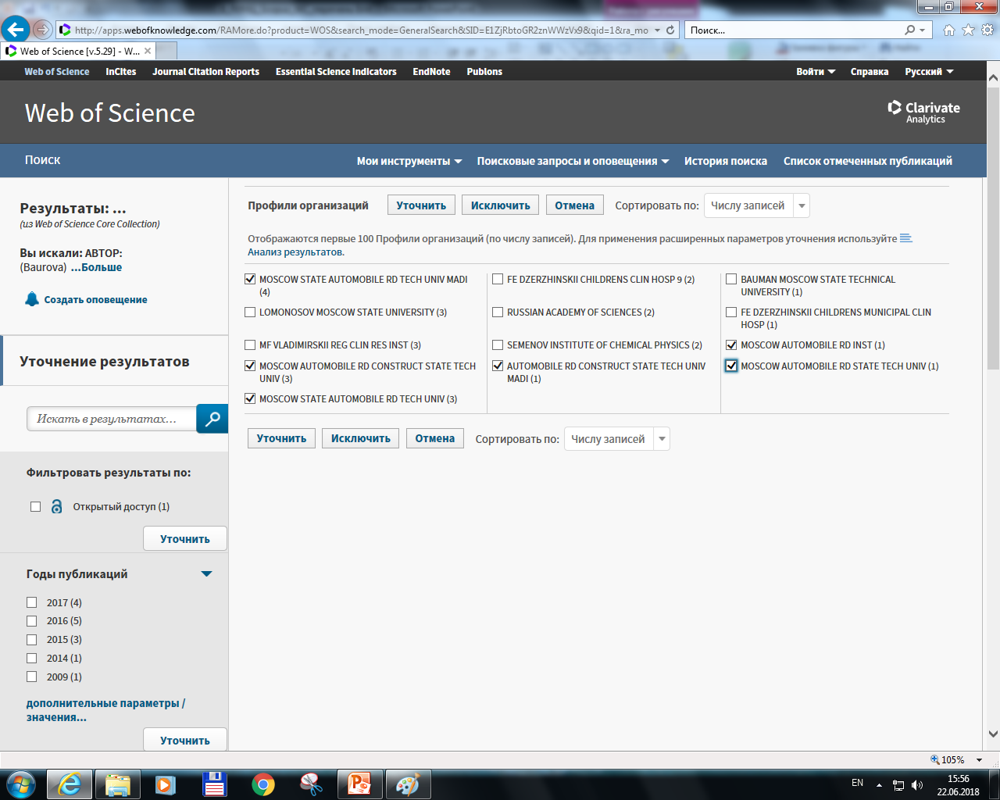 http://apps.webofknowledge.com/RAMore.do?product=WOS&search_mode=GeneralSearch&SID=E1ZjRbtoGR2znWWzVx9&qid=1&ra_mo
Поиск...
Web of Science [v.5.29] - W...
Web of Science InCites Journal Citation Reports Essential Science Indicators EndNote Publons Войти Справка Русский
Web of Science
Clarivate
Analytics
Поиск Мои инструменты Поисковые запросы и оповещения История поиска Список отмеченных публикаций
Результаты: ...
(из Web of Science Core Collection)
Вы искали: АВТОР:
(Baurova) ...Больше
Создать оповещение
Уточнение результатов
Искать в результатах...
Фильтровать результаты по:
Открытый доступ (1)
Уточнить
Годы публикаций
2017 (4)
2016 (5)
2015 (3)
2014 (1)
2009 (1)
дополнительные параметры /
значения...
Уточнить
Профили организаций Уточнить Исключить Отмена Сортировать по: Числу записей
Отображаются первые 100 Профили организаций (по числу записей). Для применения расширенных параметров уточнения используйте
Анализ результатов.
MOSCOW STATE AUTOMOBILE RD TECH UNIV MADI
(4)
LOMONOSOV MOSCOW STATE UNIVERSITY (3)
MF VLADIMIRSKII REG CLIN RES INST (3)
MOSCOW AUTOMOBILE RD CONSTRUCT STATE TECH
UNIV (3)
MOSCOW STATE AUTOMOBILE RD TECH UNIV (3)
FE DZERZHINSKII CHILDRENS CLIN HOSP 9 (2)
RUSSIAN ACADEMY OF SCIENCES (2)
SEMENOV INSTITUTE OF CHEMICAL PHYSICS (2)
AUTOMOBILE RD CONSTRUCT STATE TECH UNIV
MADI (1)
BAUMAN MOSCOW STATE TECHNICAL
UNIVERSITY (1)
FE DZERZHINSKII CHILDRENS MUNICIPAL CLIN
HOSP (1)
MOSCOW AUTOMOBILE RD INST (1)
MOSCOW AUTOMOBILE RD STATE TECH UNIV (1)
Уточнить Исключить Отмена Сортировать по: Числу записей
105%
EN
15:56
22.06.2018